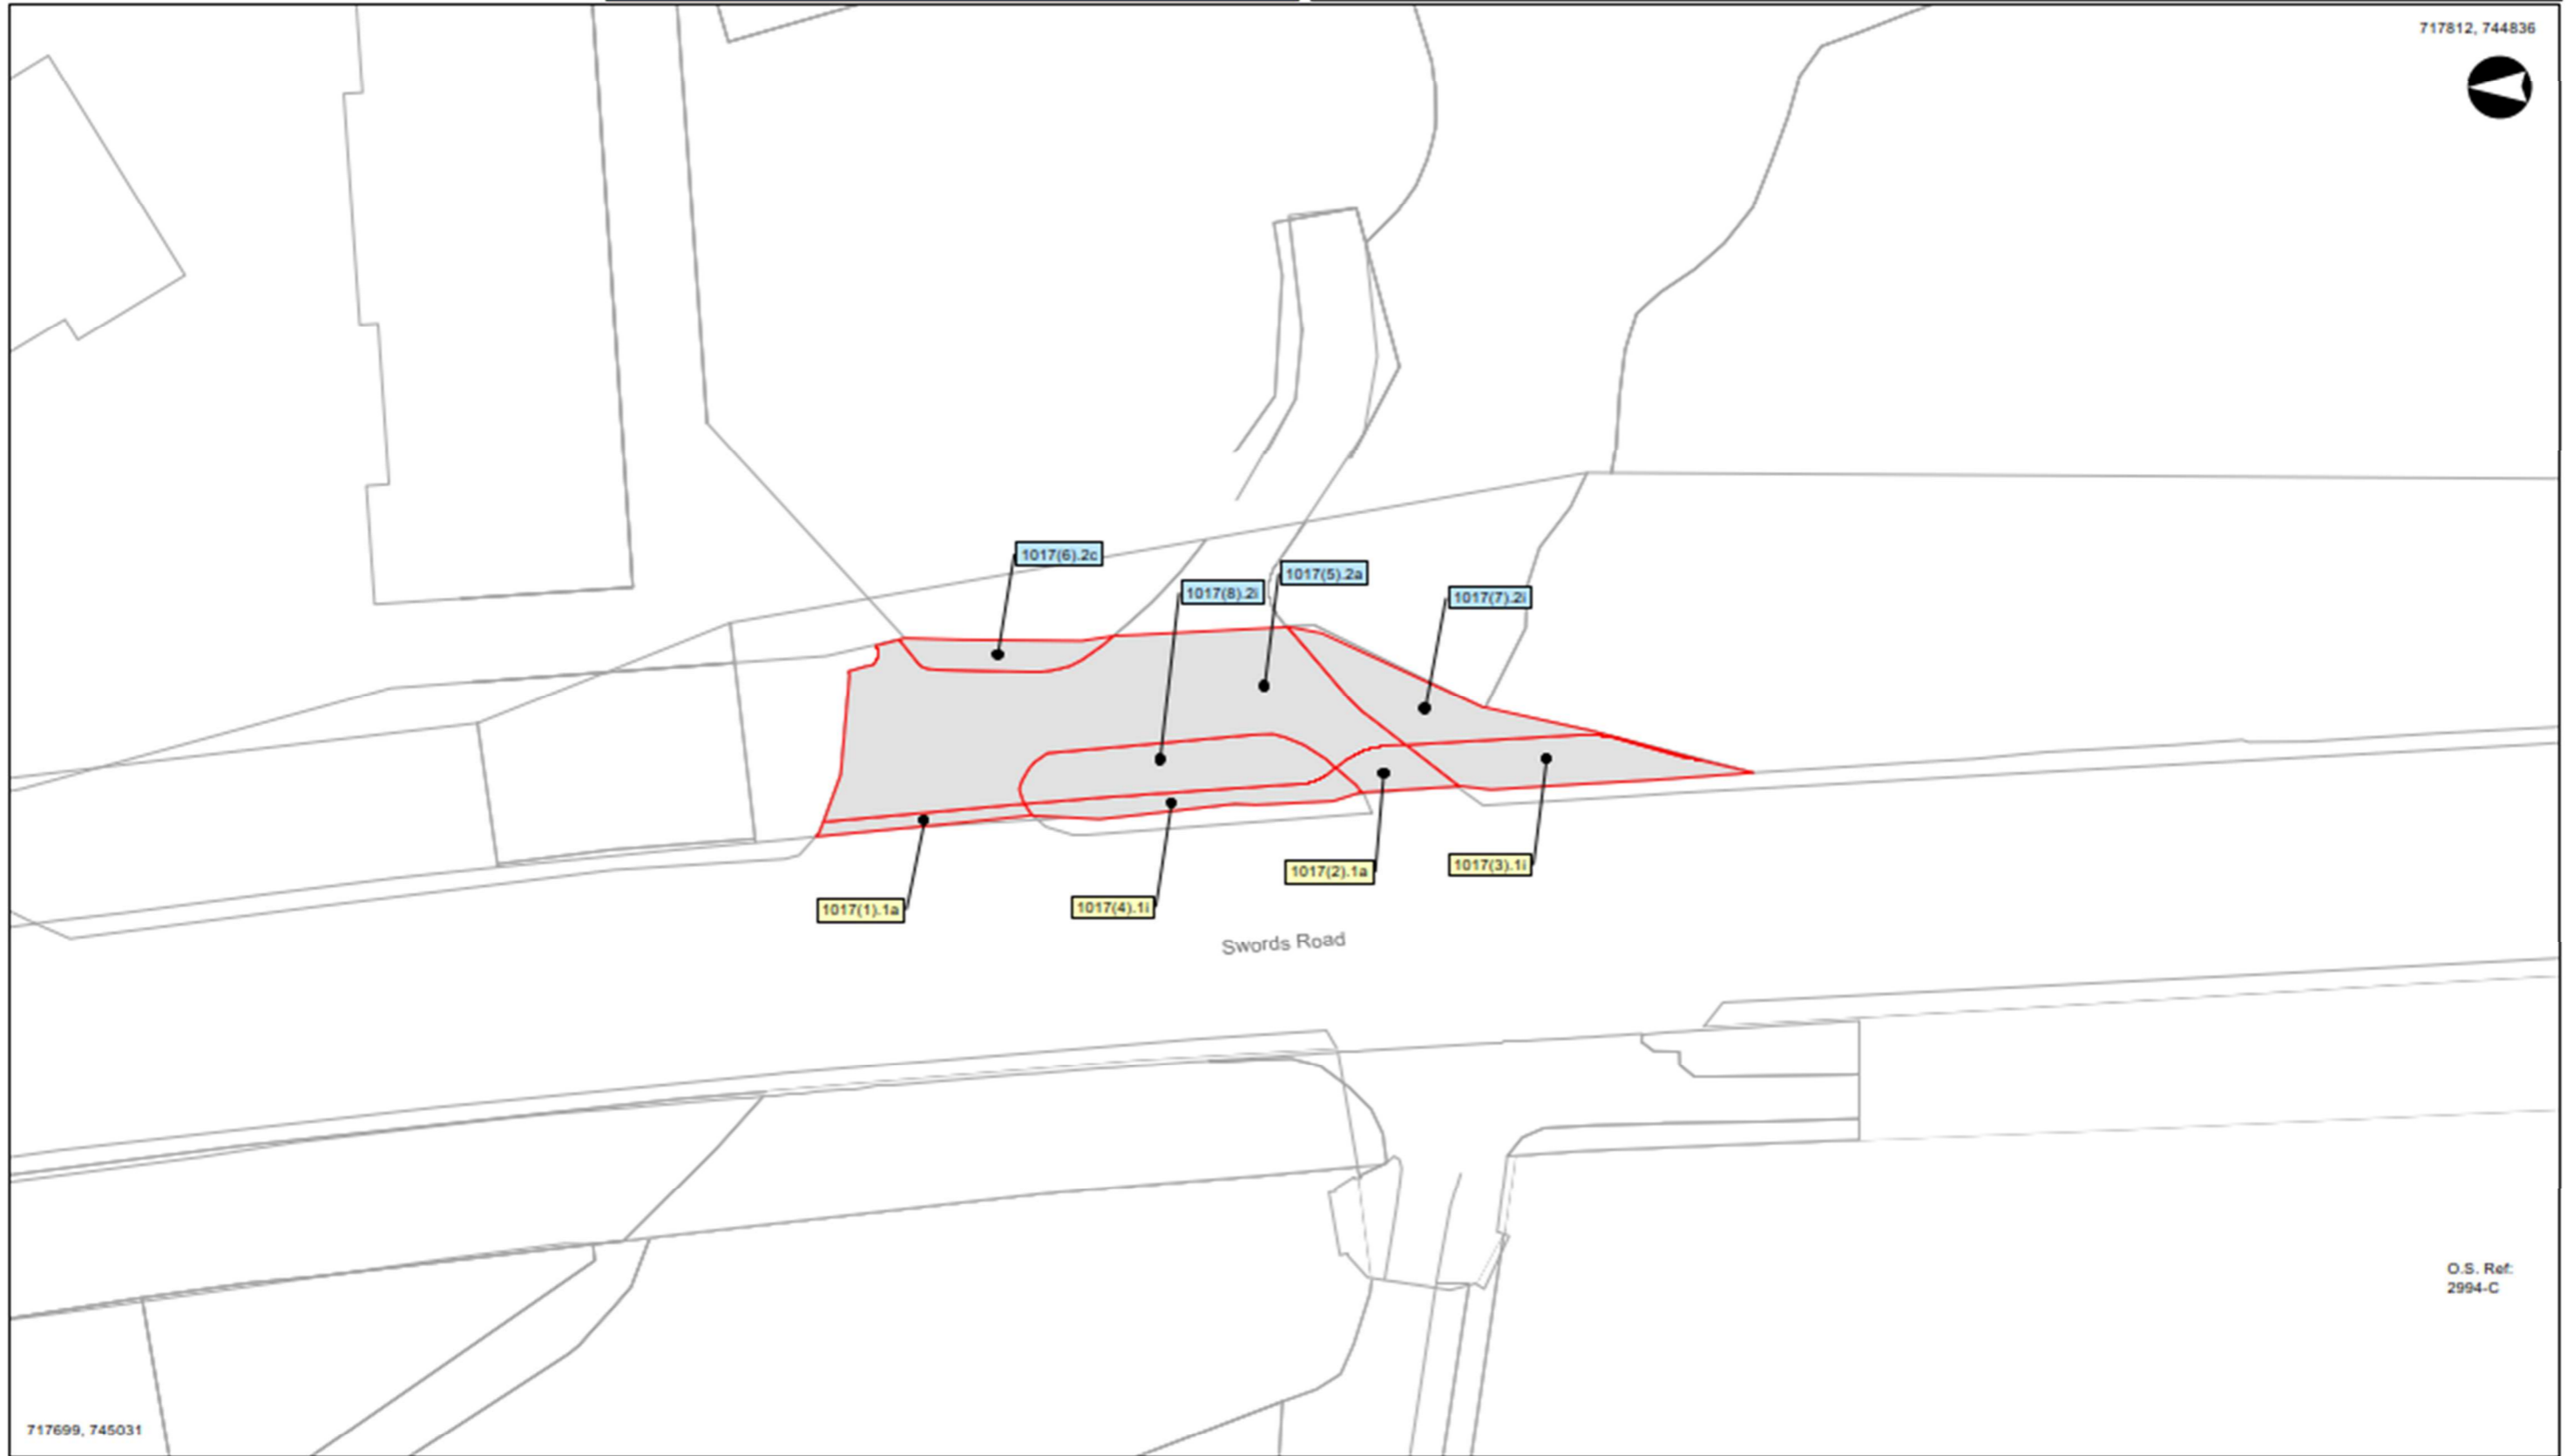 717812, 744836
1017(6).2c
1017(5).2a
1017(8).2i
1017(7).2i
1017(3).1i
1017(2).1a
1017(4).1i
1017(1).1a
Swords Road
O.S. Ref:
2994-C
717699, 745031